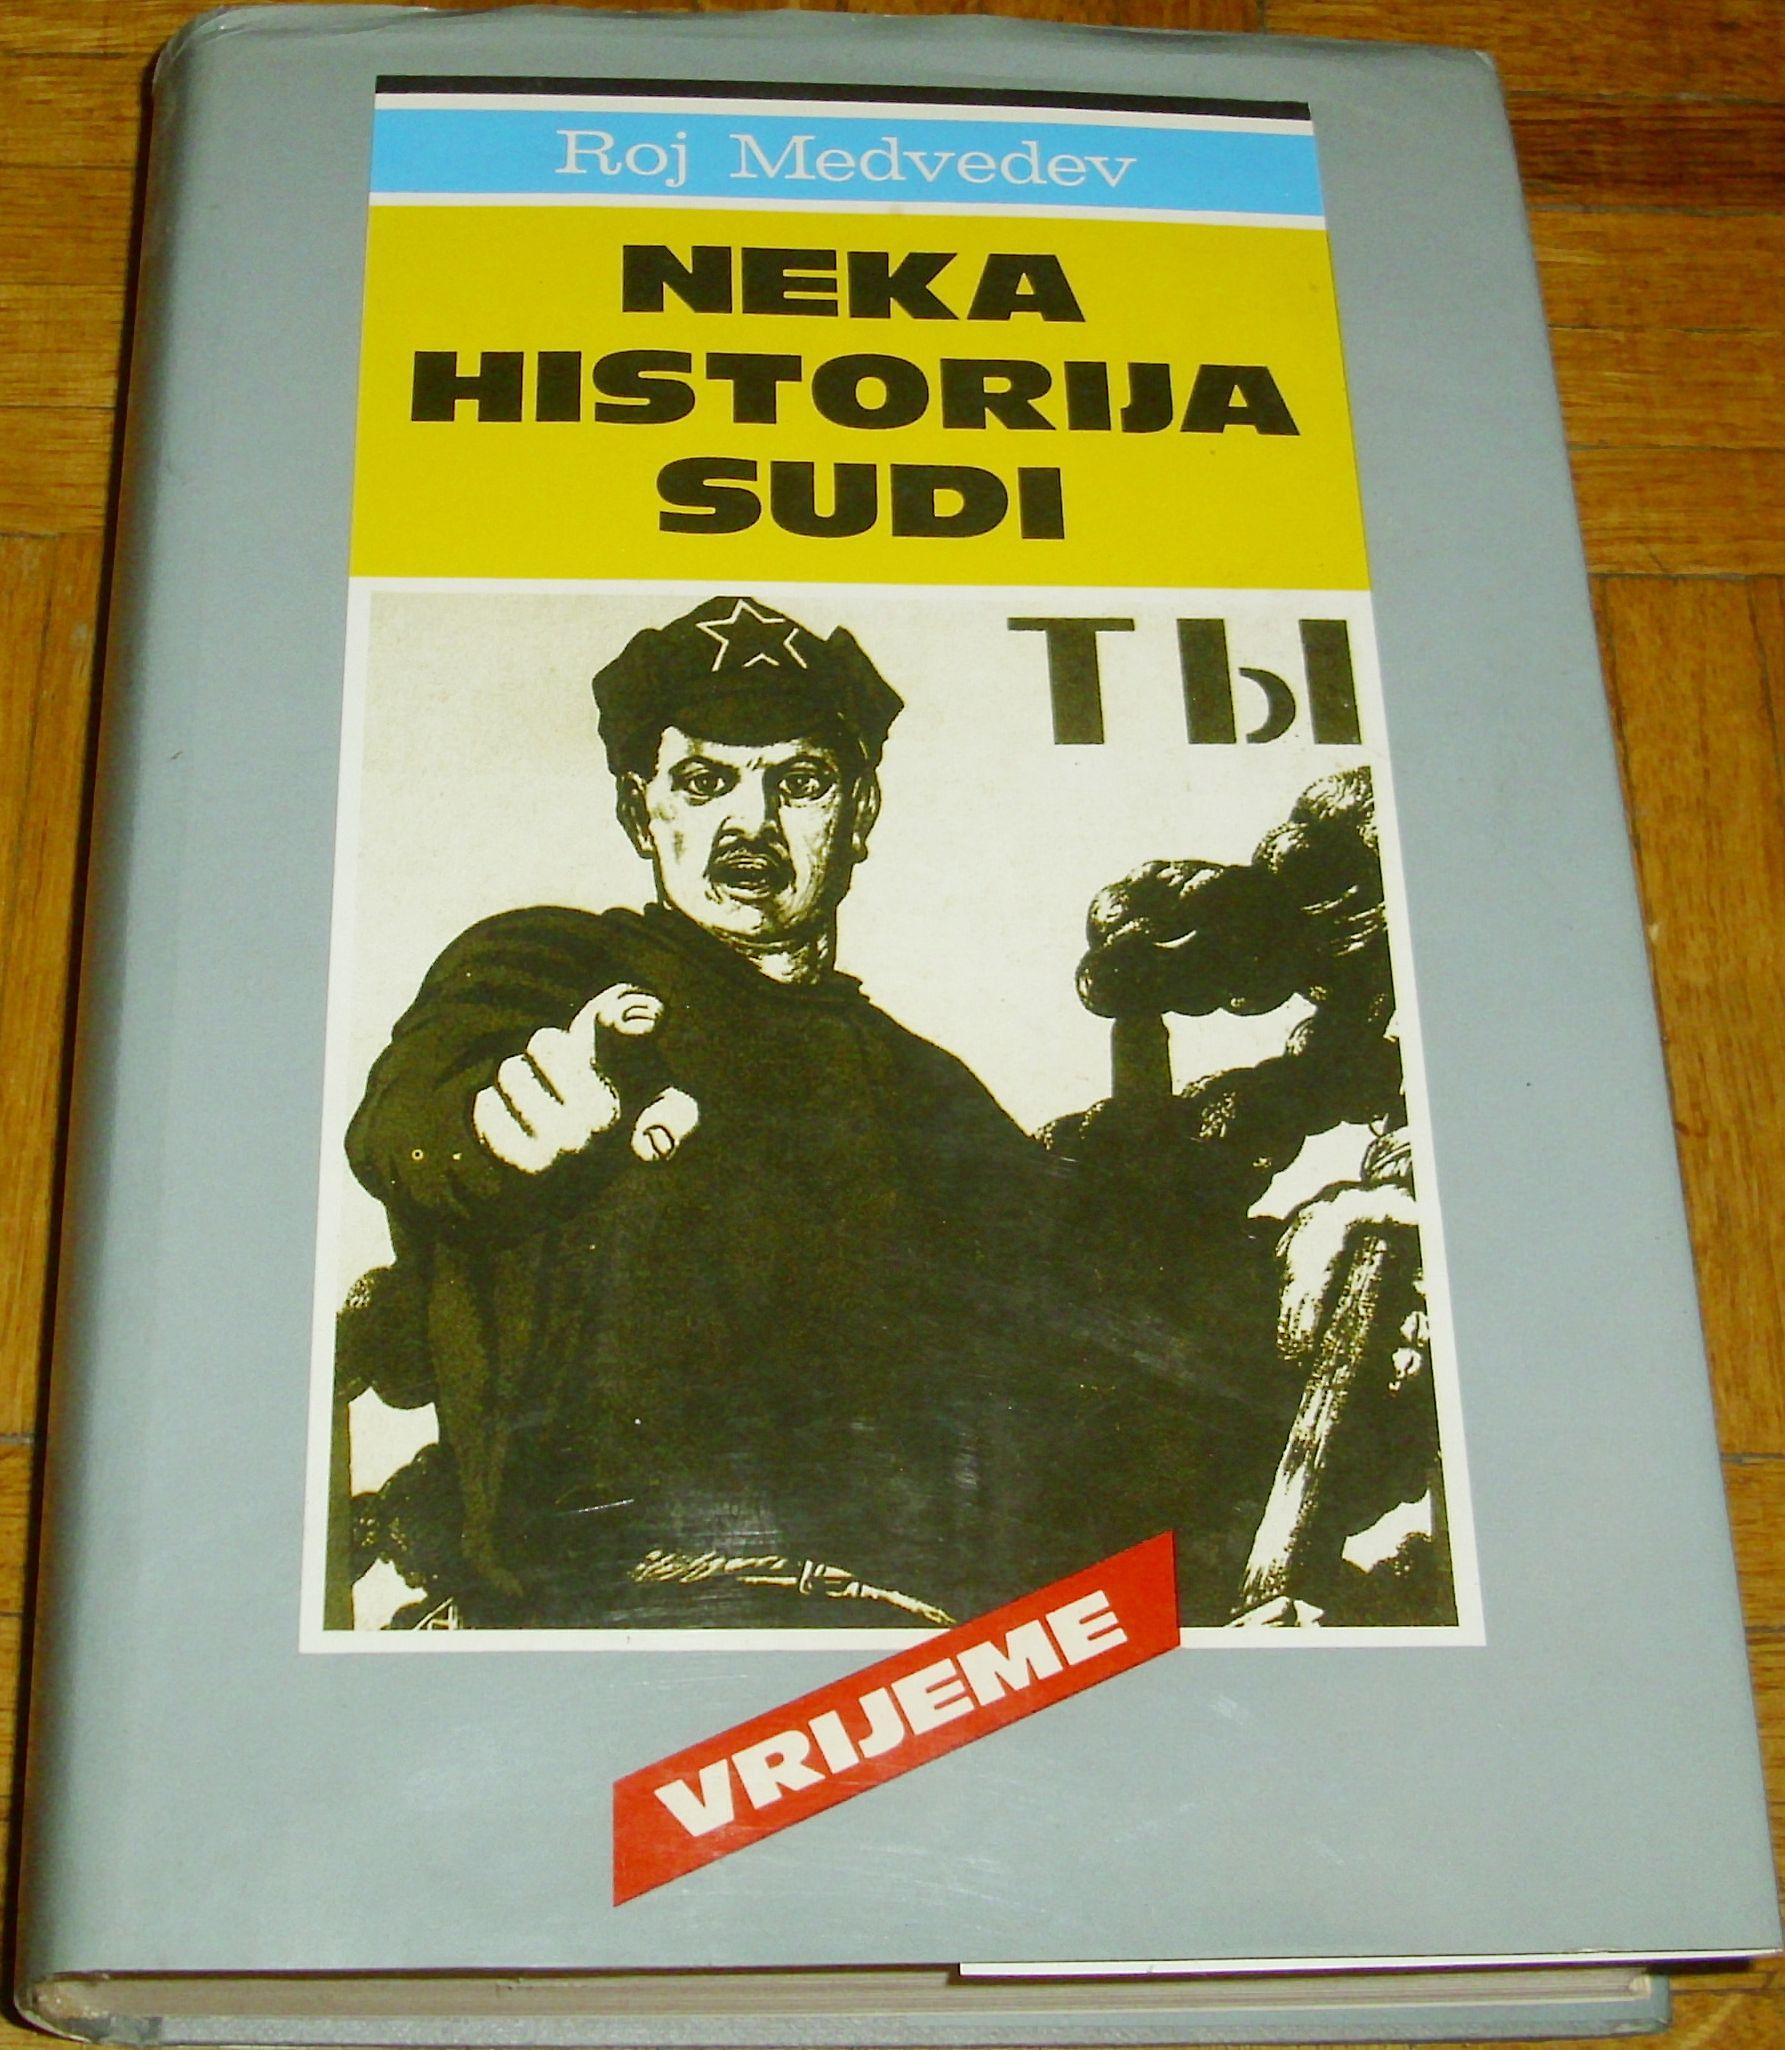 Roj Medvedev
NEKA
HISTORIJA
SUDI
ТЫ
VRIJEME